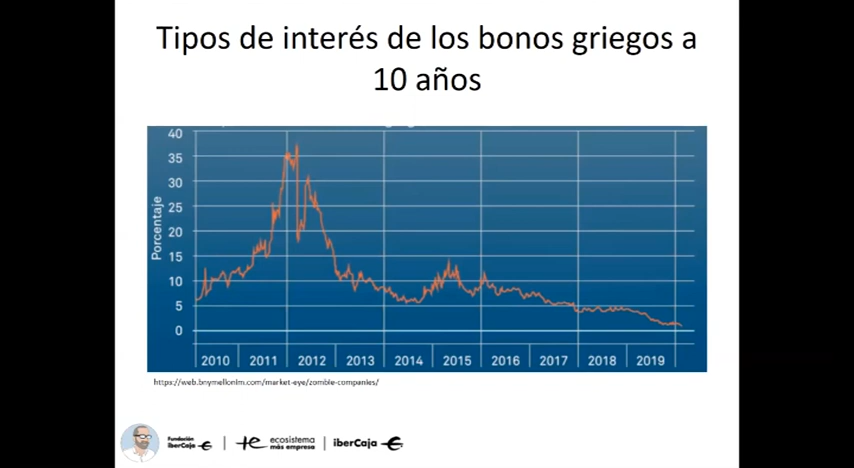 Tipos de interés de los bonos griegos a
10 años
40
35
30
25
20
15
10
5
0
Porcentaje
2010 2011 2012 2013 2014 2015 2016 2017 2018 2019
https://web.bnymellonim.com/market-eye/zombie-companies/
Fundación
iberCaja
+e ecosistema
más empresa
iberCaja